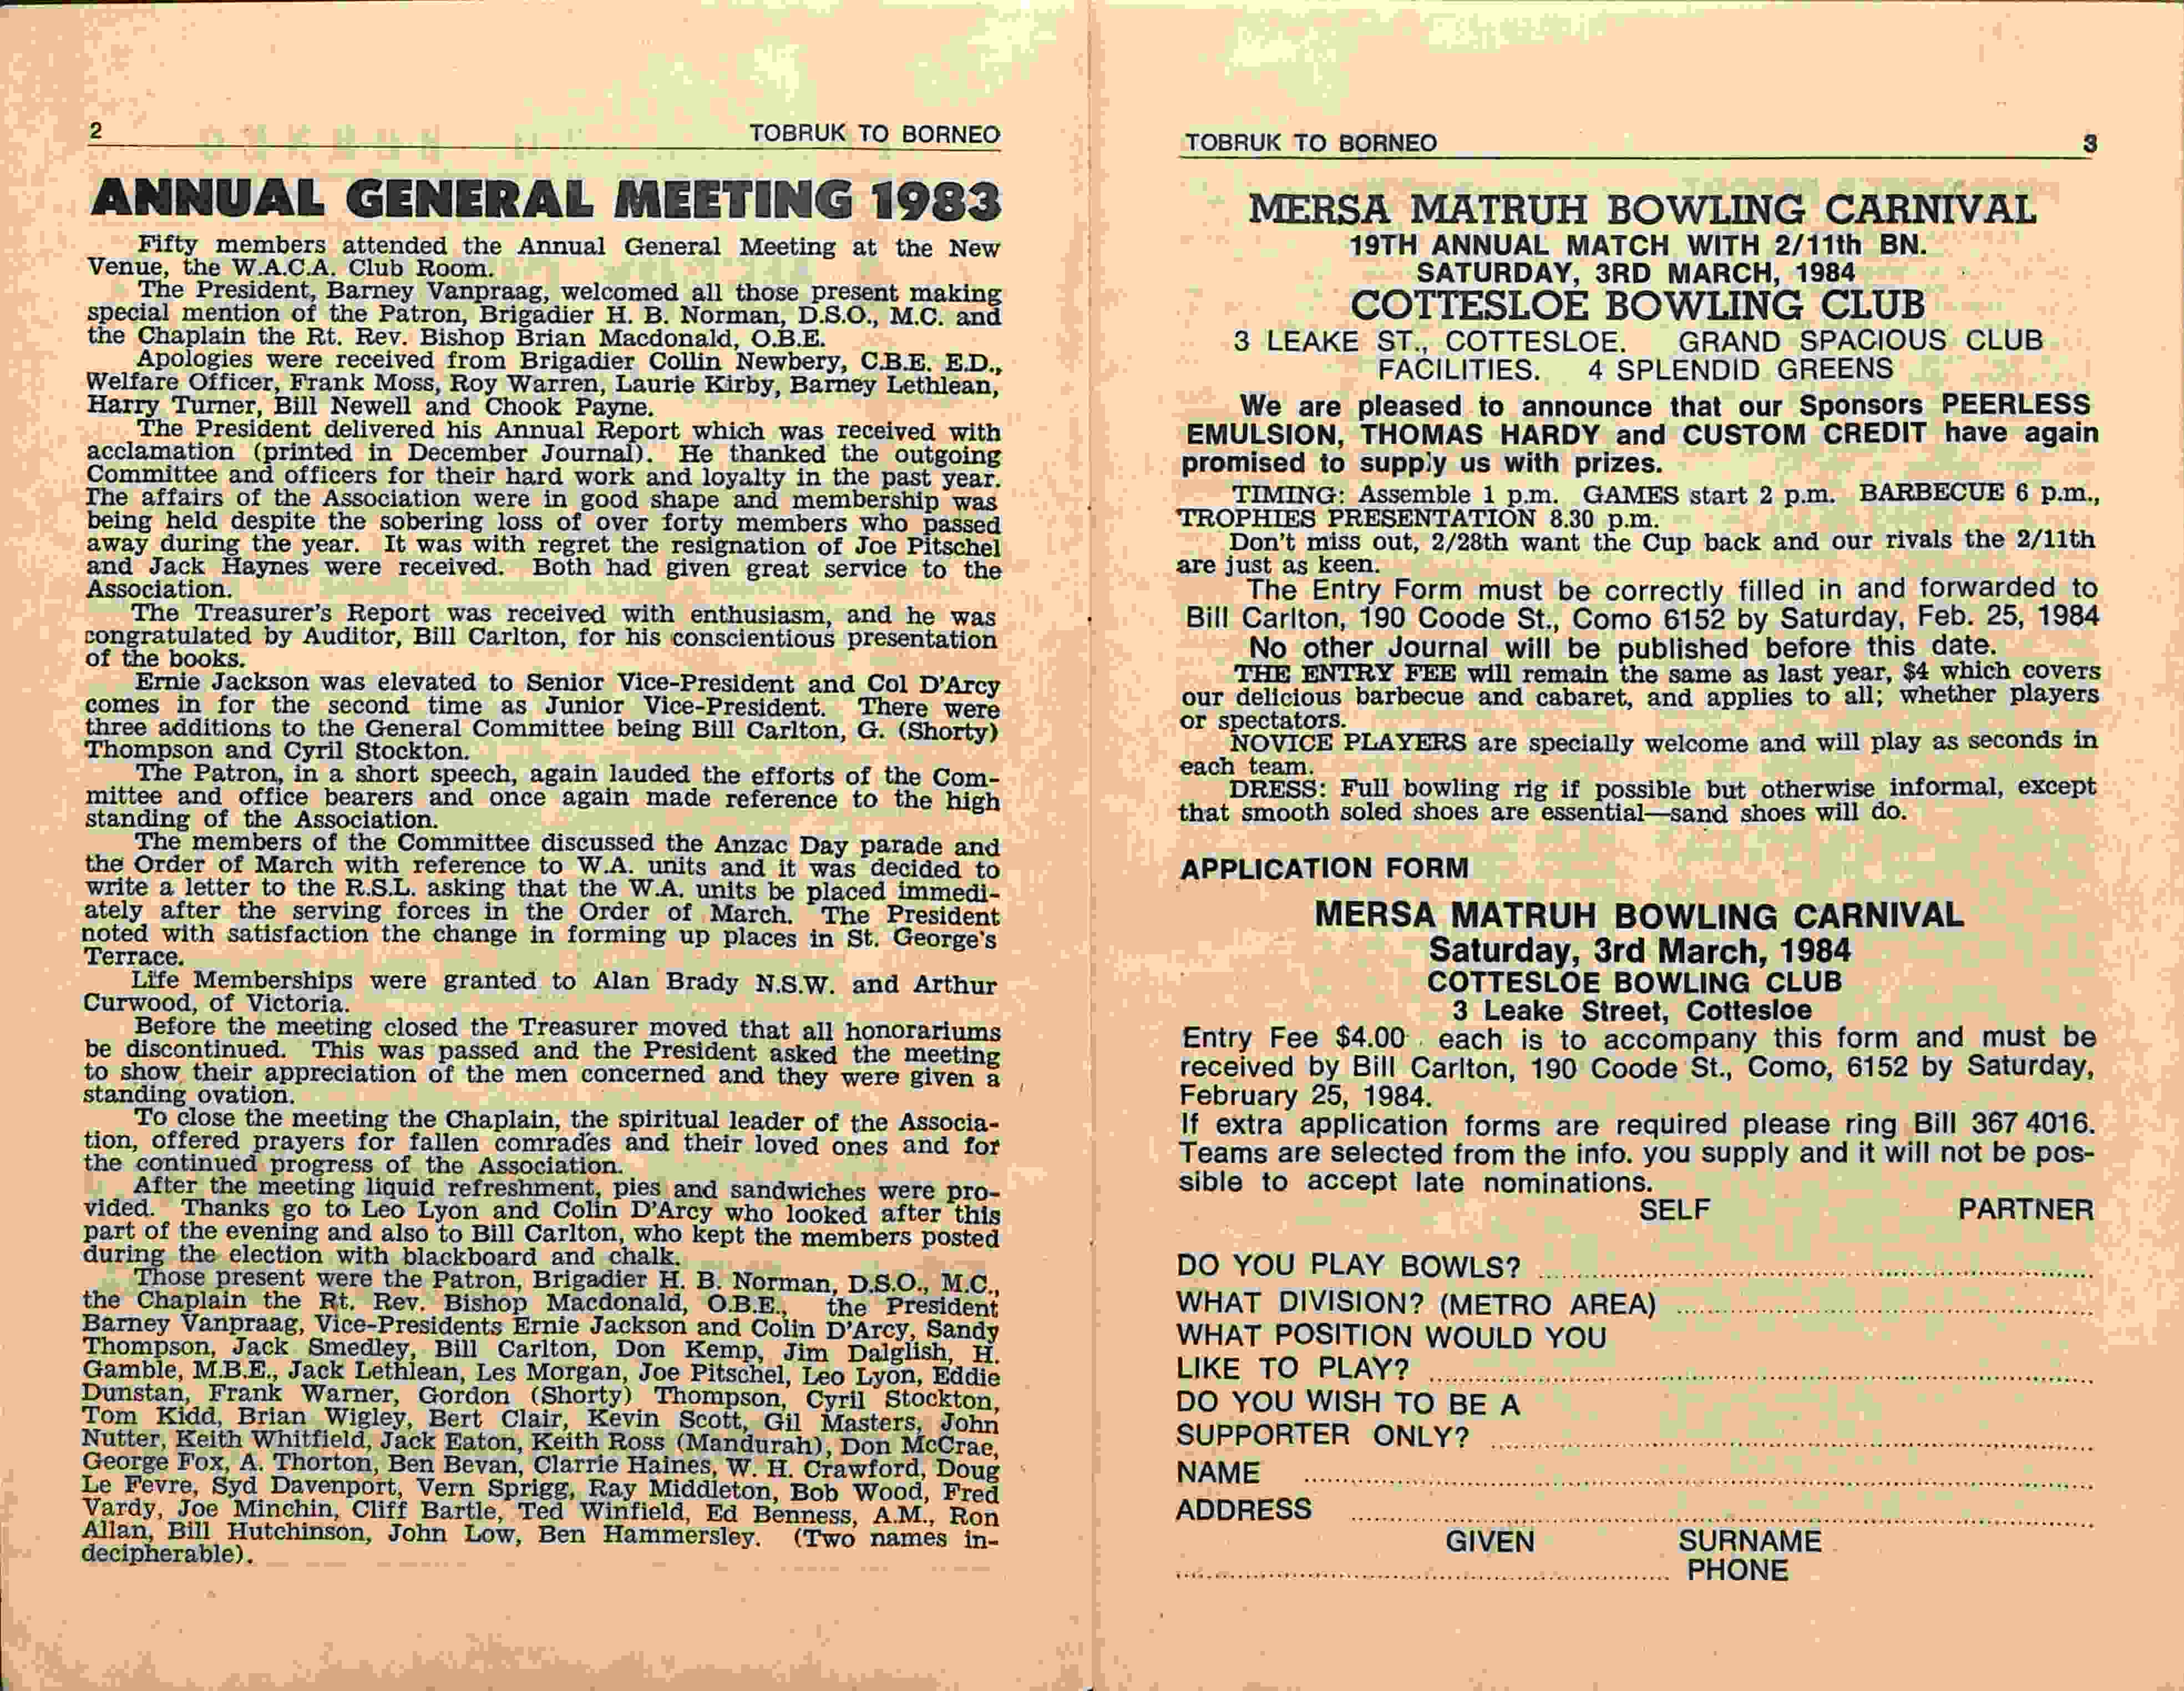 2 TOBRUK TO BORNEO
ANNUAL GENERAL MEETING 1983
Fifty members attended the Annual General Meeting at the New
Venue, the W.A.C.A. Club Room.
The President, Barney Vanpraag, welcomed all those present making
special mention of the Patron, Brigadier H. B. Norman, D.S.O., M.C. and
the Chaplain the Rt. Rev. Bishop Brian Macdonald, O.B.E.
Apologies were received from Brigadier Collin Newbery, C.B.E. E.D.,
Welfare Officer, Frank Moss, Roy Warren, Laurie Kirby, Barney Lethlean,
Harry Turner, Bill Newell and Chook Payne.
The President delivered his Annual Report which was received with
acclamation (printed in December Journal). He thanked the outgoing
Committee and officers for their hard work and loyalty in the past year.
The affairs of the Association were in good shape and membership was
being held despite the sobering loss of over forty members who passed
away during the year. It was with regret the resignation of Joe Pitschel
and Jack Haynes were received. Both had given great service to the
Association.
The Treasurer's Report was received with enthusiasm, and he was
congratulated by Auditor, Bill Carlton, for his conscientious presentation
of the books.
Ernie Jackson was elevated to Senior Vice-President and Col D'Arcy
comes in for the second time as Junior Vice-President. There were
three additions to the General Committee being Bill Carlton, G. (Shorty)
Thompson and Cyril Stockton.
The Patron, in a short speech, again lauded the efforts of the Com-
mittee and office bearers and once again made reference to the high
standing of the Association.
The members of the Committee discussed the Anzac Day parade and
the Order of March with reference to W.A. units and it was decided to
write a letter to the R.S.L. asking that the W.A. units be placed immedi-
ately after the serving forces in the Order of March. The President
noted with satisfaction the change in forming up places in St. George's
Terrace.
Life Memberships were granted to Alan Brady N.S.W. and Arthur
Curwood, of Victoria.
Before the meeting closed the Treasurer moved that all honorariums
be discontinued. This was passed and the President asked the meeting
to show their appreciation of the men concerned and they were given a
standing ovation.
To close the meeting the Chaplain, the spiritual leader of the Associa-
tion, offered prayers for fallen comrades and their loved ones and for
the continued progress of the Association.
After the meeting liquid refreshment, pies and sandwiches were pro-
vided. Thanks go to Leo Lyon and Colin D'Arcy who looked after this
part of the evening and also to Bill Carlton, who kept the members posted
during the election with blackboard and chalk.
Those present were the Patron, Brigadier H. B. Norman, D.S.O., M.C.,
the Chaplain the Rt. Rev. Bishop Macdonald, O.B.E., the President
Barney Vanpraag, Vice-Presidents Ernie Jackson and Colin D'Arcy, Sandy
Thompson, Jack Smedley, Bill Carlton, Don Kemp, Jim Dalglish, H.
Gamble, M.B.E., Jack Lethlean, Les Morgan, Joe Pitschel, Leo Lyon, Eddie
Dunstan, Frank Warner, Gordon (Shorty) Thompson, Cyril Stockton,
Tom Kidd, Brian Wigley, Bert Clair, Kevin Scott, Gil Masters, John
Nutter, Keith Whitfield, Jack Eaton, Keith Ross (Mandurah), Don McCrae,
George Fox, A. Thorton, Ben Bevan, Clarrie Haines, W. H. Crawford, Doug
Le Fevre, Syd Davenport, Vern Sprigg, Ray Middleton, Bob Wood, Fred
Vardy, Joe Minchin, Cliff Bartle, Ted Winfield, Ed Benness, A.M., Ron
Allan, Bill Hutchinson, John Low, Ben Hammersley. (Two names in-
decipherable).
TOBRUK TO BORNEO 3
MERSA MATRUH BOWLING CARNIVAL
19TH ANNUAL MATCH WITH 2/11th BN.
SATURDAY, 3RD MARCH, 1984
COTTESLOE BOWLING CLUB
3 LEAKE ST., COTTESLOE. GRAND SPACIOUS CLUB
FACILITIES. 4 SPLENDID GREENS
We are pleased to announce that our Sponsors PEERLESS
EMULSION, THOMAS HARDY and CUSTOM CREDIT have again
promised to supply us with prizes.
TIMING: Assemble 1 p.m. GAMES start 2 p.m. BARBECUE 6 p.m.,
TROPHIES PRESENTATION 8.30 p.m.
Don't miss out, 2/28th want the Cup back and our rivals the 2/11th
are just as keen.
The Entry Form must be correctly filled in and forwarded to
Bill Carlton, 190 Coode St., Como 6152 by Saturday, Feb. 25, 1984
No other Journal will be published before this date.
THE ENTRY FEE will remain the same as last year, $4 which covers
our delicious barbecue and cabaret, and applies to all; whether players
or spectators.
NOVICE PLAYERS are specially welcome and will play as seconds in
each team.
DRESS: Full bowling rig if possible but otherwise informal, except
that smooth soled shoes are essential—sand shoes will do.
APPLICATION FORM
MERSA MATRUH BOWLING CARNIVAL
Saturday, 3rd March, 1984
COTTESLOE BOWLING CLUB
3 Leake Street, Cottesloe
Entry Fee $4.00 each is to accompany this form and must be
received by Bill Carlton, 190 Coode St., Como, 6152 by Saturday,
February 25, 1984.
If extra application forms are required please ring Bill 367 4016.
Teams are selected from the info. you supply and it will not be pos-
sible to accept late nominations.
SELF PARTNER
DO YOU PLAY BOWLS?
WHAT DIVISION? (METRO AREA)
WHAT POSITION WOULD YOU
LIKE TO PLAY?
DO YOU WISH TO BE A
SUPPORTER ONLY?
NAME
ADDRESS
GIVEN SURNAME
PHONE